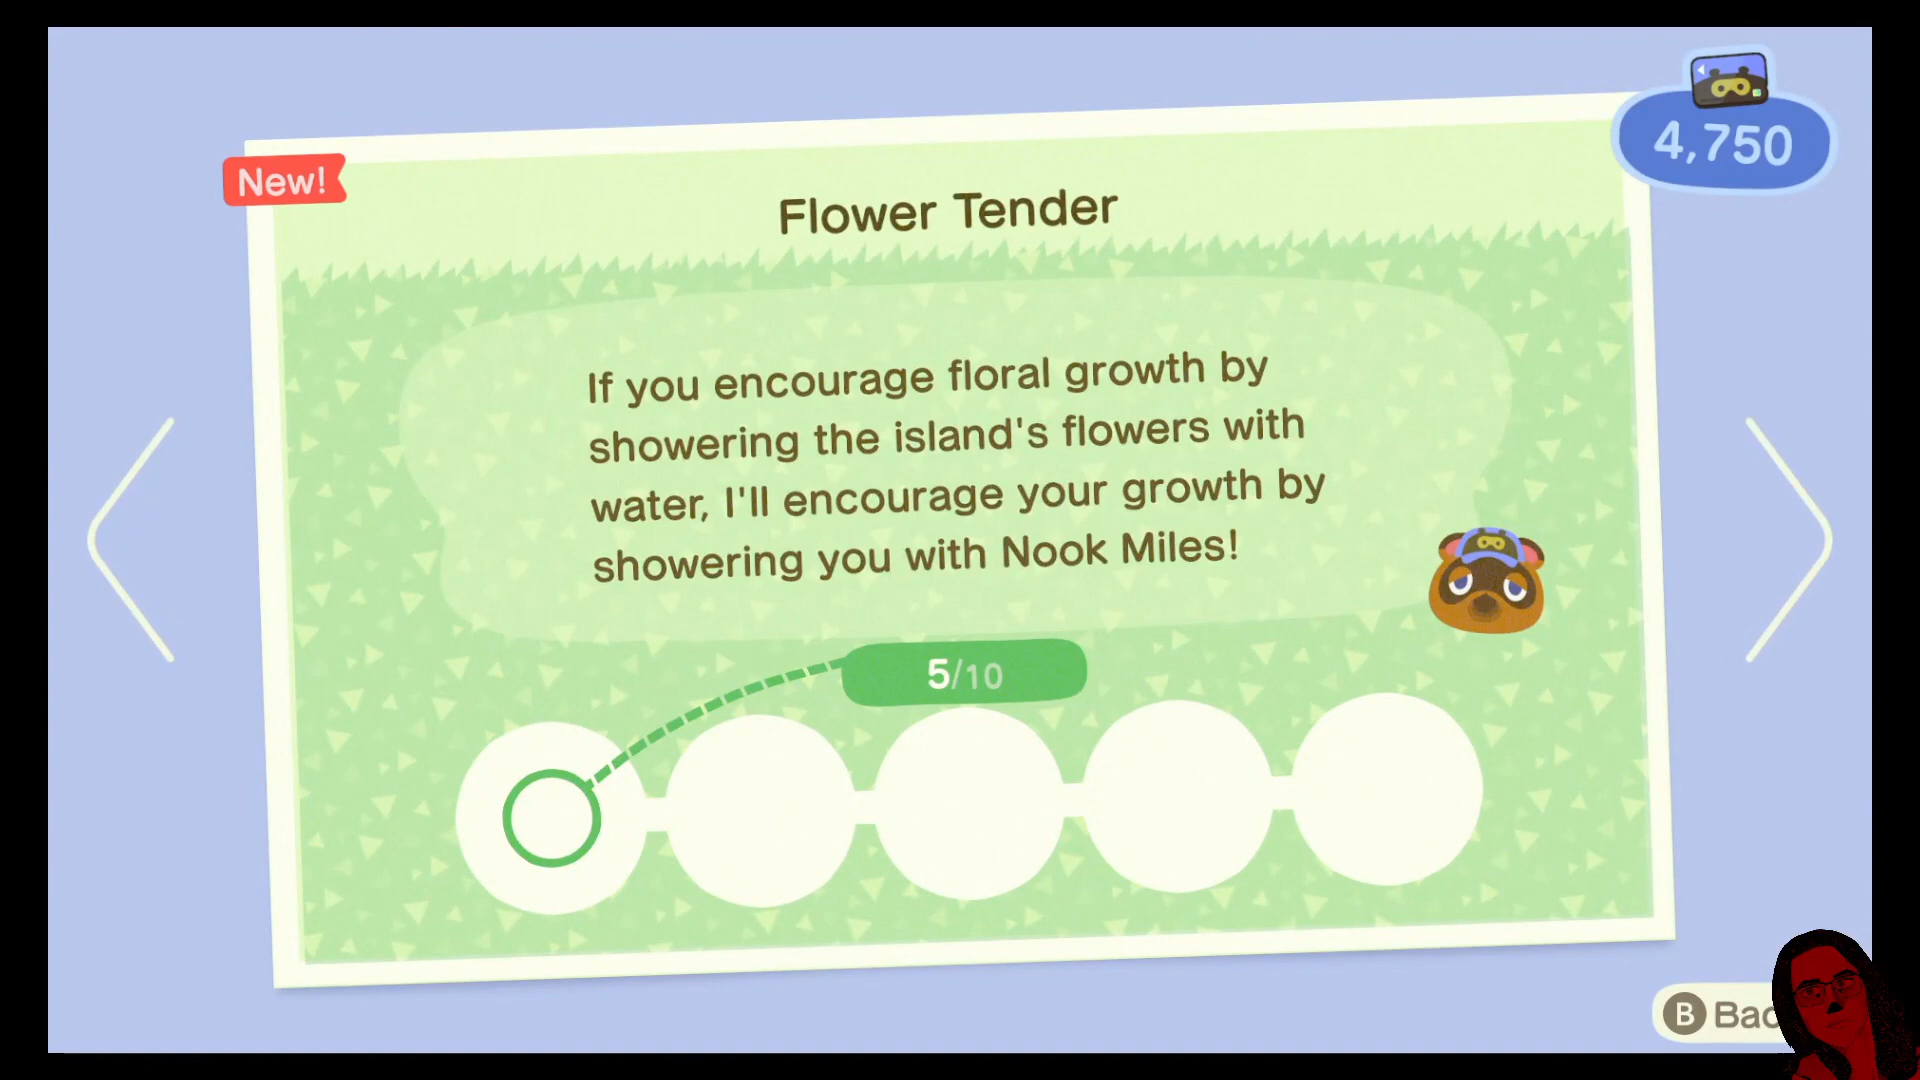 4,750
New!
Flower Tender
If you encourage floral growth by
showering the island's flowers with
water, I'll encourage your growth by
showering you with Nook Miles!
5/10
B